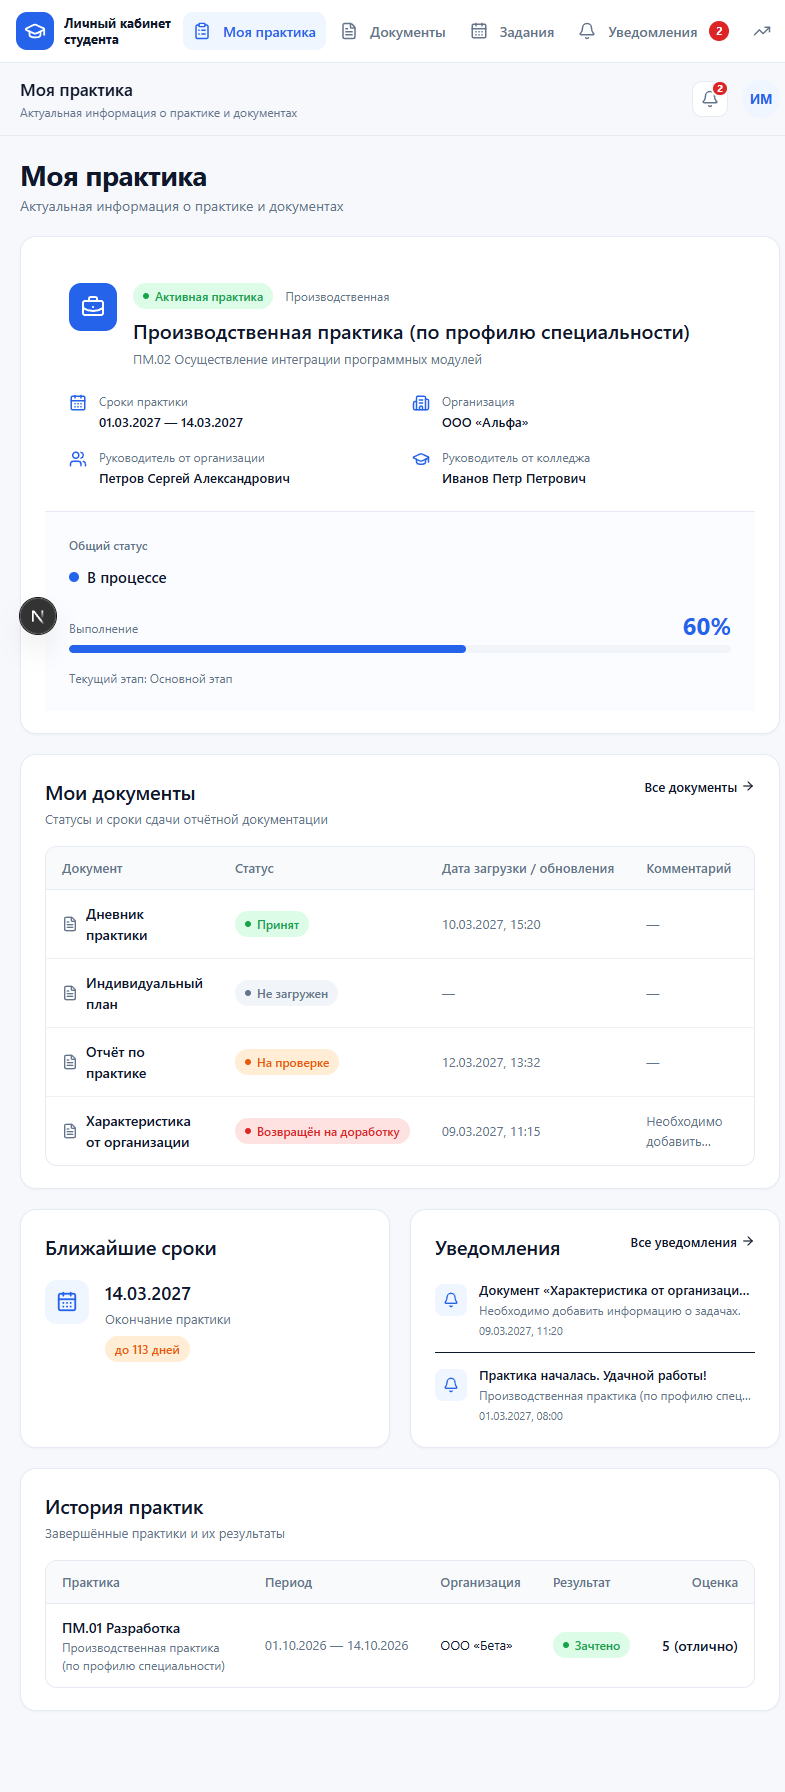 Личный кабинет
студента
Моя практика
Документы
Задания
Уведомления
2
Моя практика
Актуальная информация о практике и документах
2
ИМ
Моя практика
Актуальная информация о практике и документах
Активная практика
Производственная
Производственная практика (по профилю специальности)
ПМ.02 Осуществление интеграции программных модулей
Сроки практики
01.03.2027 — 14.03.2027
Организация
ООО «Альфа»
Руководитель от организации
Петров Сергей Александрович
Руководитель от колледжа
Иванов Петр Петрович
Общий статус
В процессе
N
Выполнение
60%
Текущий этап: Основной этап
Мои документы
Все документы →
Статусы и сроки сдачи отчётной документации
Документ
Статус
Дата загрузки / обновления
Комментарий
Дневник
практики
Принят
10.03.2027, 15:20
—
Индивидуальный
план
Не загружен
—
—
Отчёт по
практике
На проверке
12.03.2027, 13:32
—
Характеристика
от организации
Возвращён на доработку
09.03.2027, 11:15
Необходимо
добавить...
Ближайшие сроки
14.03.2027
Окончание практики
до 113 дней
Уведомления
Все уведомления →
Документ «Характеристика от организаци...
Необходимо добавить информацию о задачах.
09.03.2027, 11:20
Практика началась. Удачной работы!
Производственная практика (по профилю спец...
01.03.2027, 08:00
История практик
Завершённые практики и их результаты
Практика
Период
Организация
Результат
Оценка
ПМ.01 Разработка
Производственная практика
(по профилю специальности)
01.10.2026 — 14.10.2026
ООО «Бета»
Зачтено
5 (отлично)